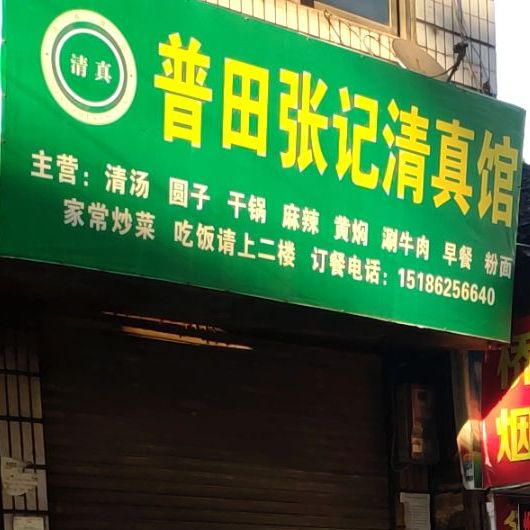 清真
普田张记清真馆
主营：清汤 圆子 干锅 麻辣 黄焖 涮牛肉 早餐 粉面
家常炒菜 吃饭请上二楼 订餐电话：15186256640
桥
烟